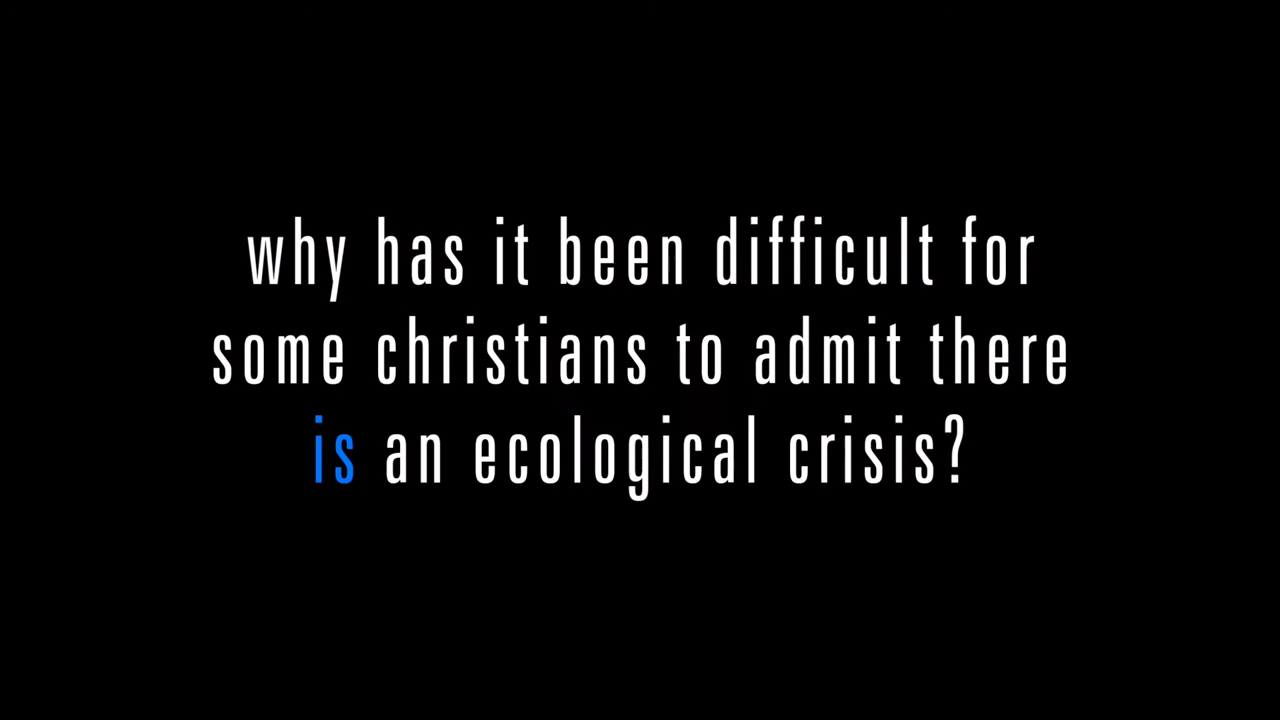 why has it been difficult for
some christians to admit there
is an ecological crisis?